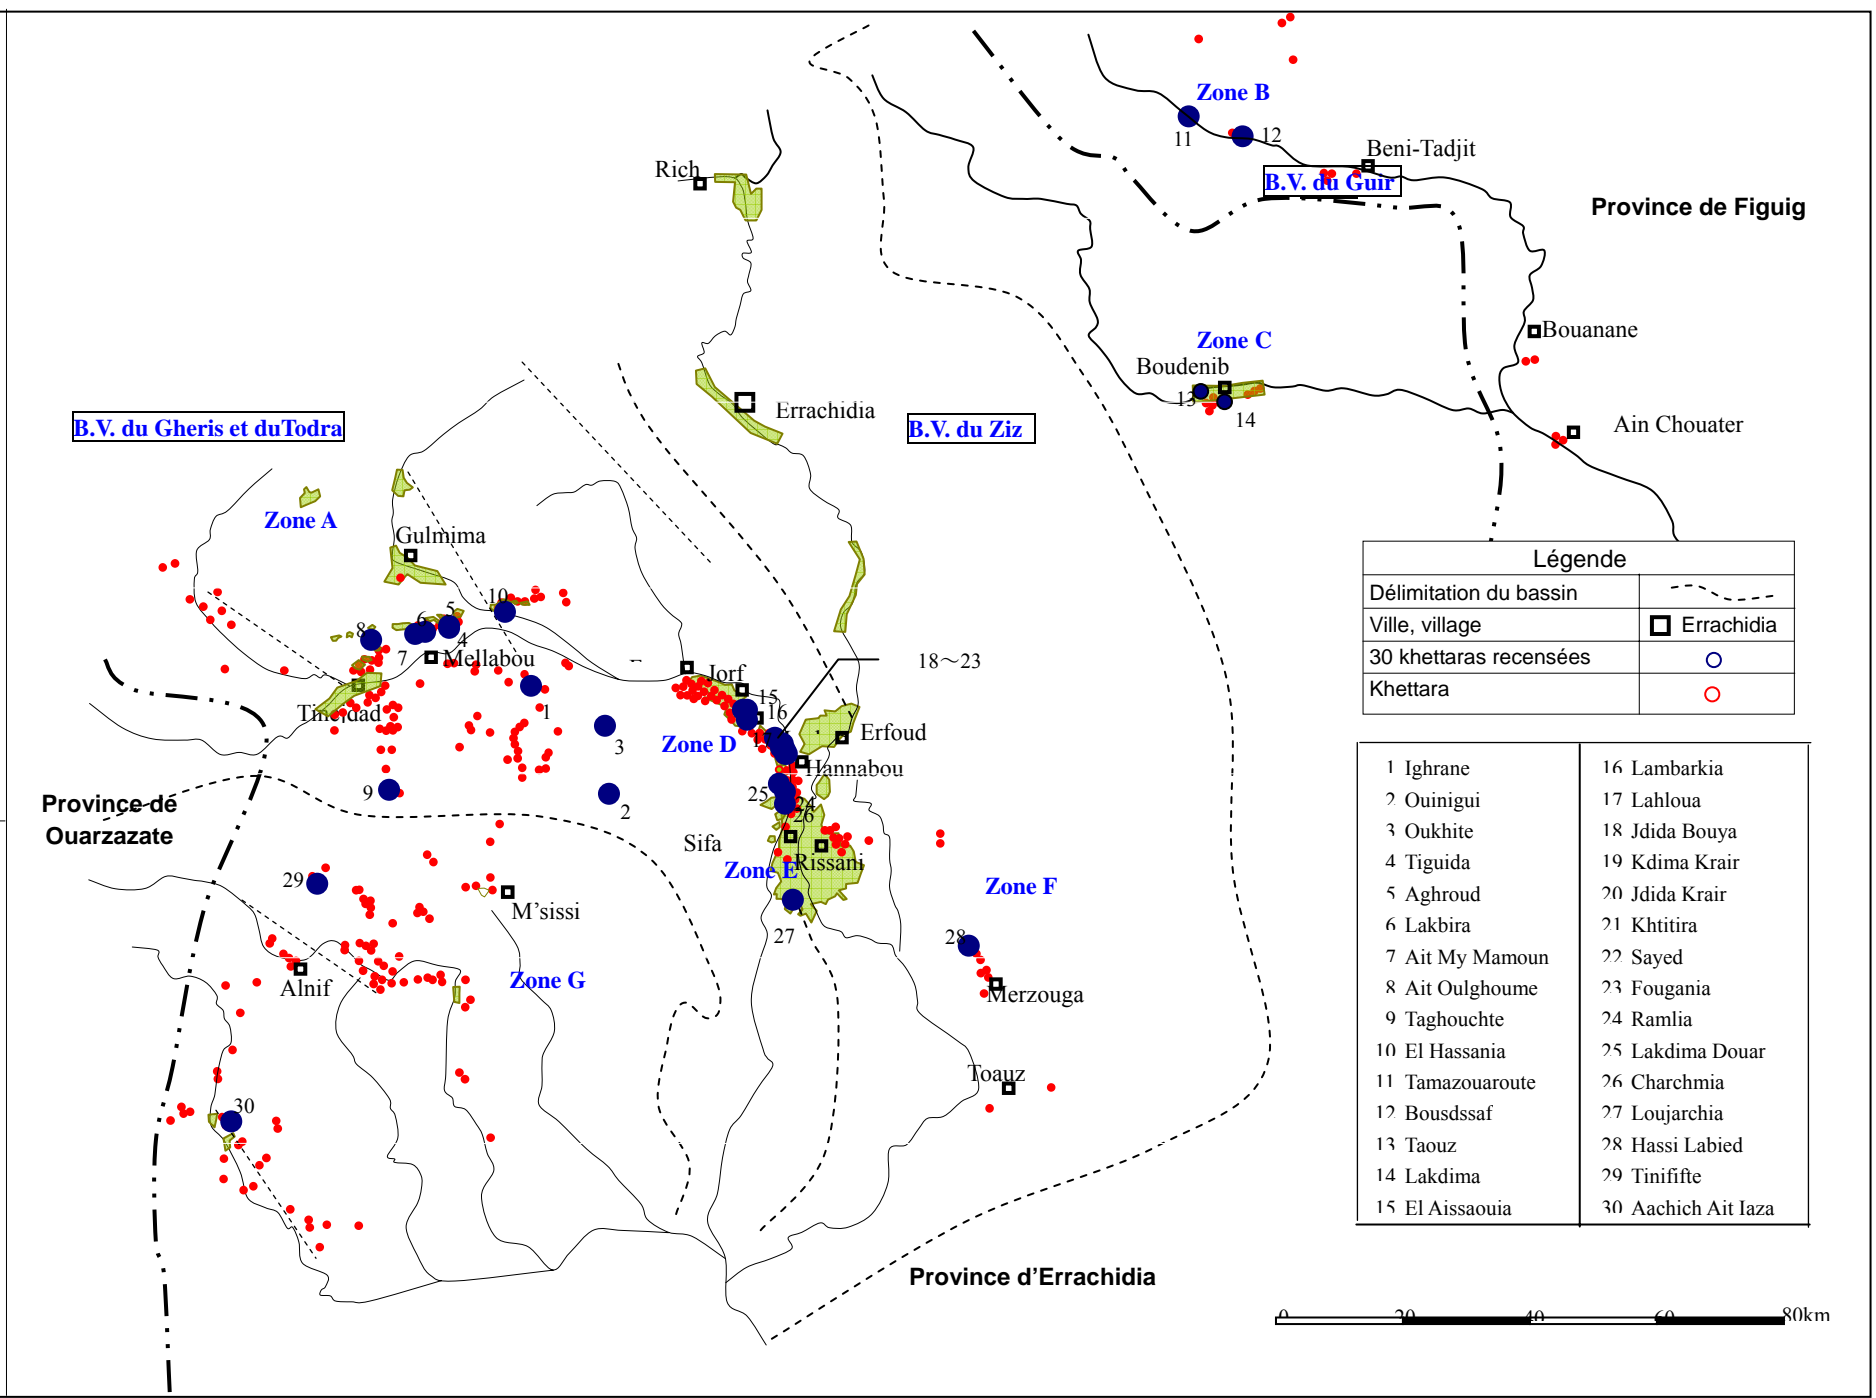 Zone B
11
12
Beni-Tadjit
Rich
B.V. du Guir
Province de Figuig
Bouanane
Zone C
Boudenib
13
14
Errachidia
B.V. du Gheris et duTodra
B.V. du Ziz
Ain Chouater
Zone A
Gulmima
Légende
Délimitation du bassin
Ville, village
Errachidia
30 khettaras recensées
Khettara
10
5
6
8
4
7
Mellabou
18～23
Jorf
15
1
16
3
Zone D
Erfoud
Hannabou
9
25
24
2
26
Province de
Ouarzazate
Sifa
Rissani
Zone E
29
Zone F
M'sissi
27
28
Zone G
Alnif
Merzouga
Toauz
30
Province d'Errachidia
1 Ighrane
2 Ouinigui
3 Oukhite
4 Tiguida
5 Aghroud
6 Lakbira
7 Ait My Mamoun
8 Ait Oulghoume
9 Taghouchte
10 El Hassania
11 Tamazouaroute
12 Bousdssaf
13 Taouz
14 Lakdima
15 El Aissaouia
16 Lambarkia
17 Lahloua
18 Jdida Bouya
19 Kdima Krair
20 Jdida Krair
21 Khtitira
22 Sayed
23 Fougania
24 Ramlia
25 Lakdima Douar
26 Charchmia
27 Loujarchia
28 Hassi Labied
29 Tinififte
30 Aachich Ait Iaza
0 20 40 60 80km